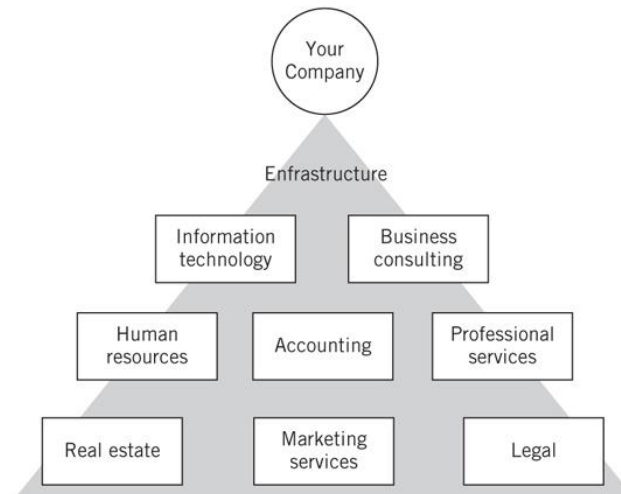 Your
Company
Enfrastructure
Information
technology
Business
consulting
Human
resources
Accounting
Professional
services
Real estate
Marketing
services
Legal